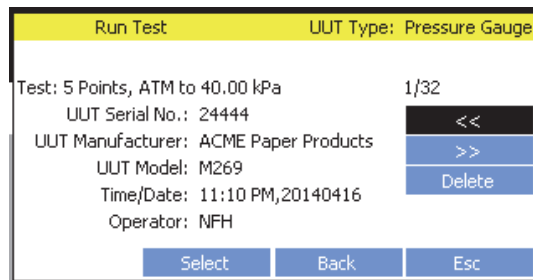 Run Test UUT Type: Pressure Gauge
Test: 5 Points, ATM to 40.00 kPa 1/32
UUT Serial No.: 24444 <<
UUT Manufacturer: ACME Paper Products >>
UUT Model: M269 Delete
Time/Date: 11:10 PM,20140416
Operator: NFH
Select Back Esc